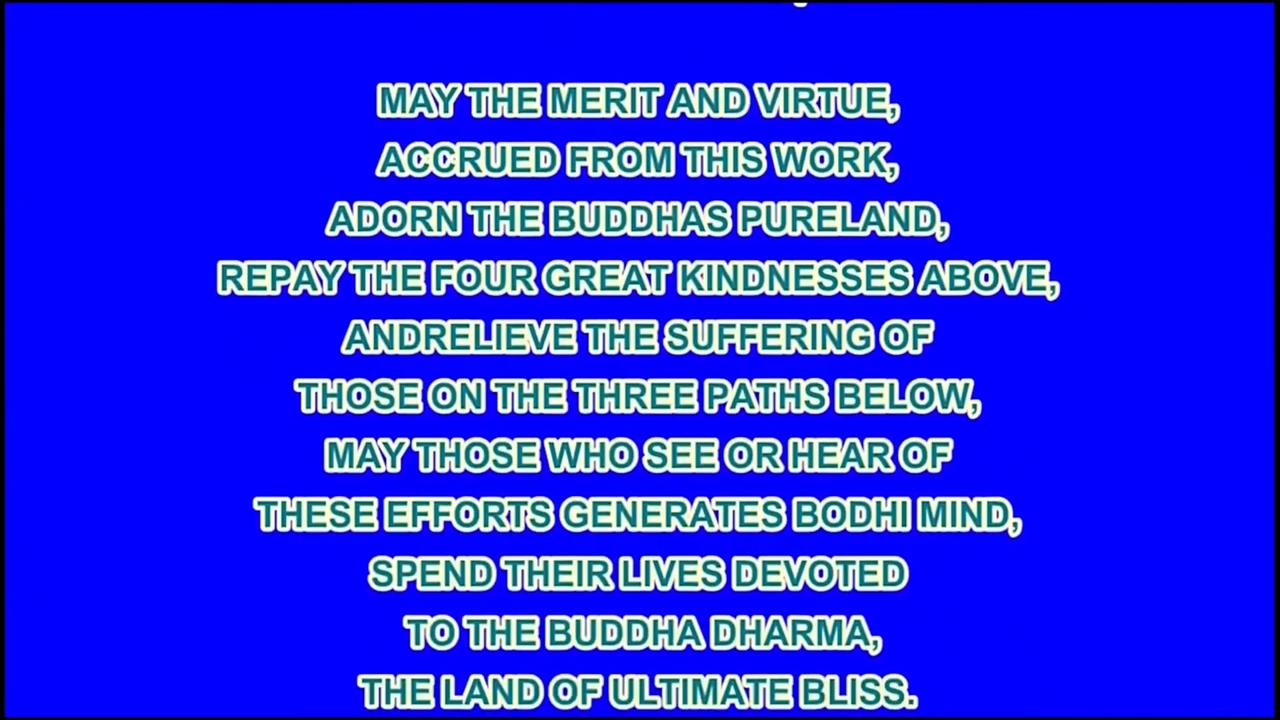 MAY THE MERIT AND VIRTUE,
ACCRUED FROM THIS WORK,
ADORN THE BUDDHAS PURELAND,
REPAY THE FOUR GREAT KINDNESSES ABOVE,
ANDRELIEVE THE SUFFERING OF
THOSE ON THE THREE PATHS BELOW,
MAY THOSE WHO SEE OR HEAR OF
THESE EFFORTS GENERATES BODHI MIND,
SPEND THEIR LIVES DEVOTED
TO THE BUDDHA DHARMA,
THE LAND OF ULTIMATE BLISS.